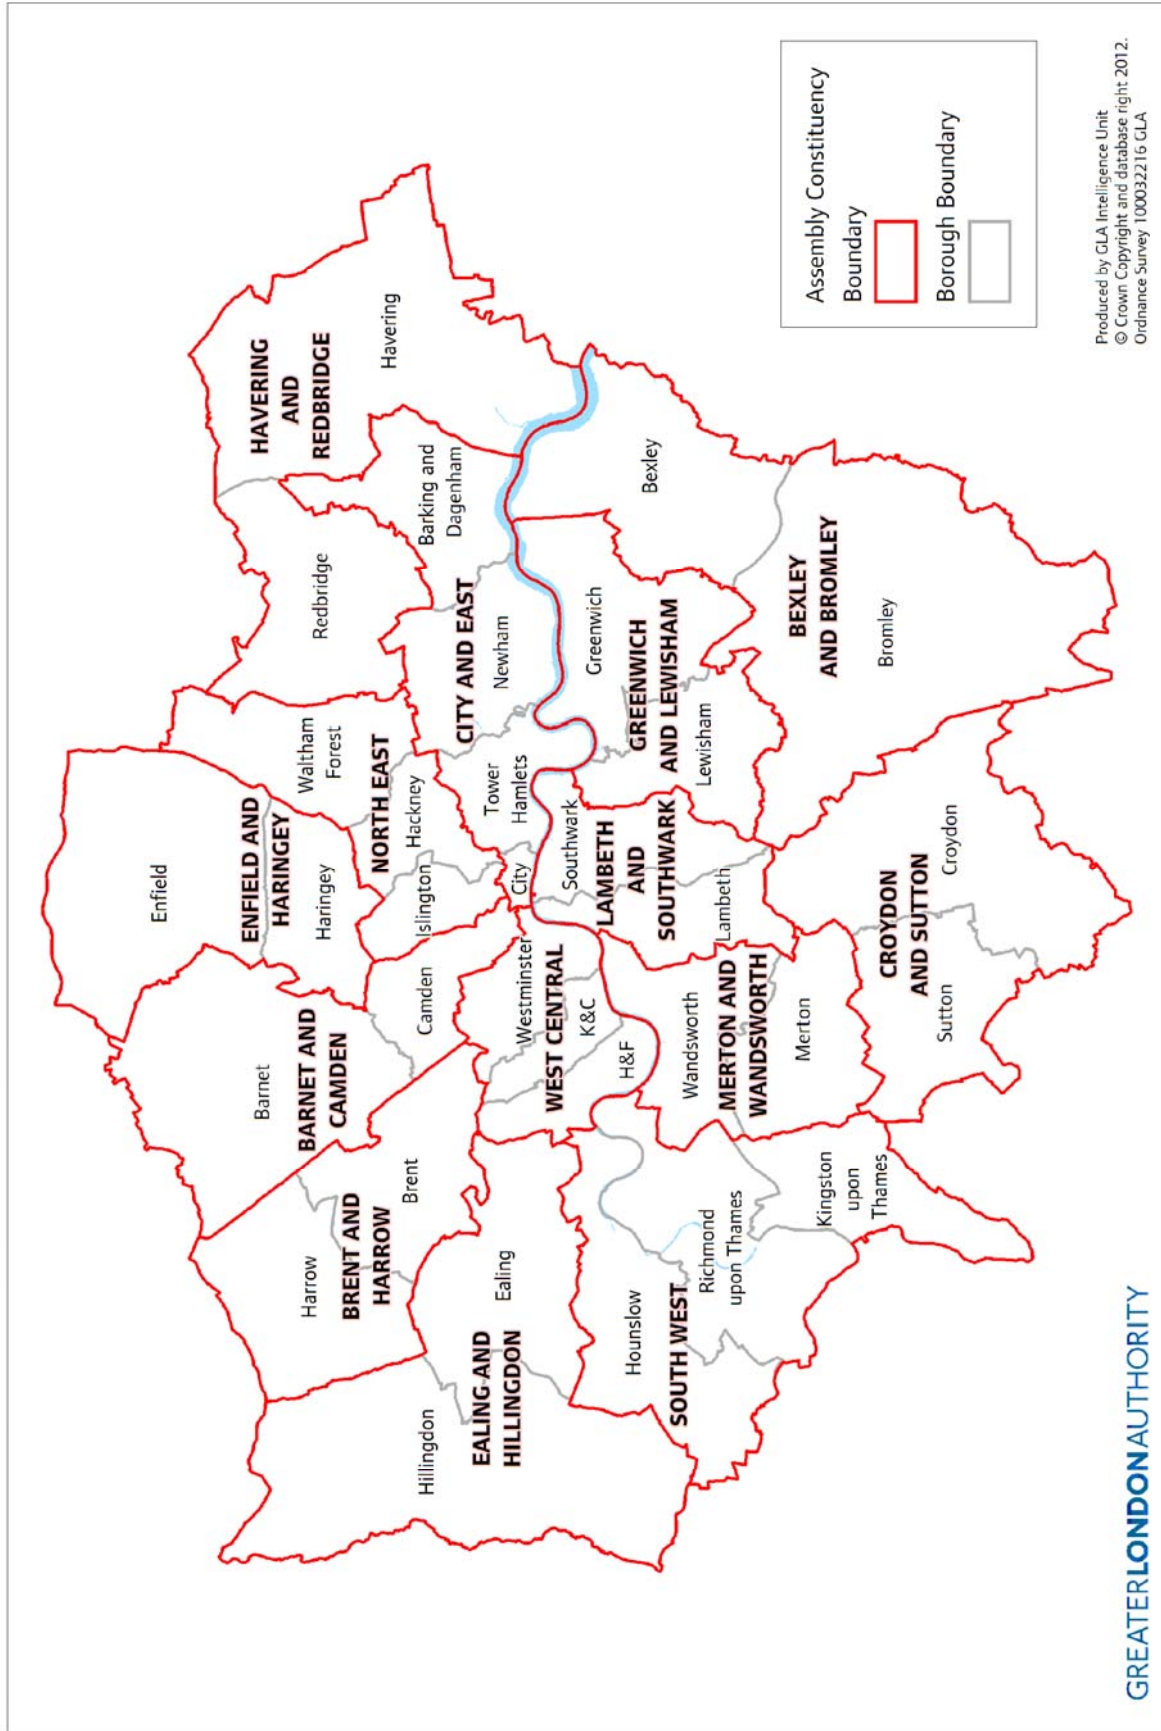 Enfield
ENFIELD AND
HARINGEY
Haringey
Barnet
BARNET AND
CAMDEN
Camden
Harrow
BRENT AND
HARROW
Brent
Hillingdon
EALING AND
HILLINGDON
Ealing
Waltham
Forest
NORTH EAST
Hackney
Islington
Redbridge
HAVERING
AND
REDBRIDGE
Havering
Barking and
Dagenham
CITY AND EAST
Newham
Tower
Hamlets
City
Westminster
WEST CENTRAL
K&C
H&F
Hounslow
SOUTH WEST
Richmond
upon Thames
Kingston
upon
Thames
Wandsworth
MERTON AND
WANDSWORTH
Merton
Southwark
LAMBETH
AND
SOUTHWARK
Lambeth
Greenwich
GREENWICH
AND LEWISHAM
Lewisham
Bexley
BEXLEY
AND BROMLEY
Bromley
CROYDON
AND SUTTON
Croydon
Sutton
Assembly Constituency
Boundary
Borough Boundary
GREATERLONDONAUTHORITY
Produced by GLA Intelligence Unit
© Crown Copyright and database right 2012.
Ordnance Survey 100032216 GLA